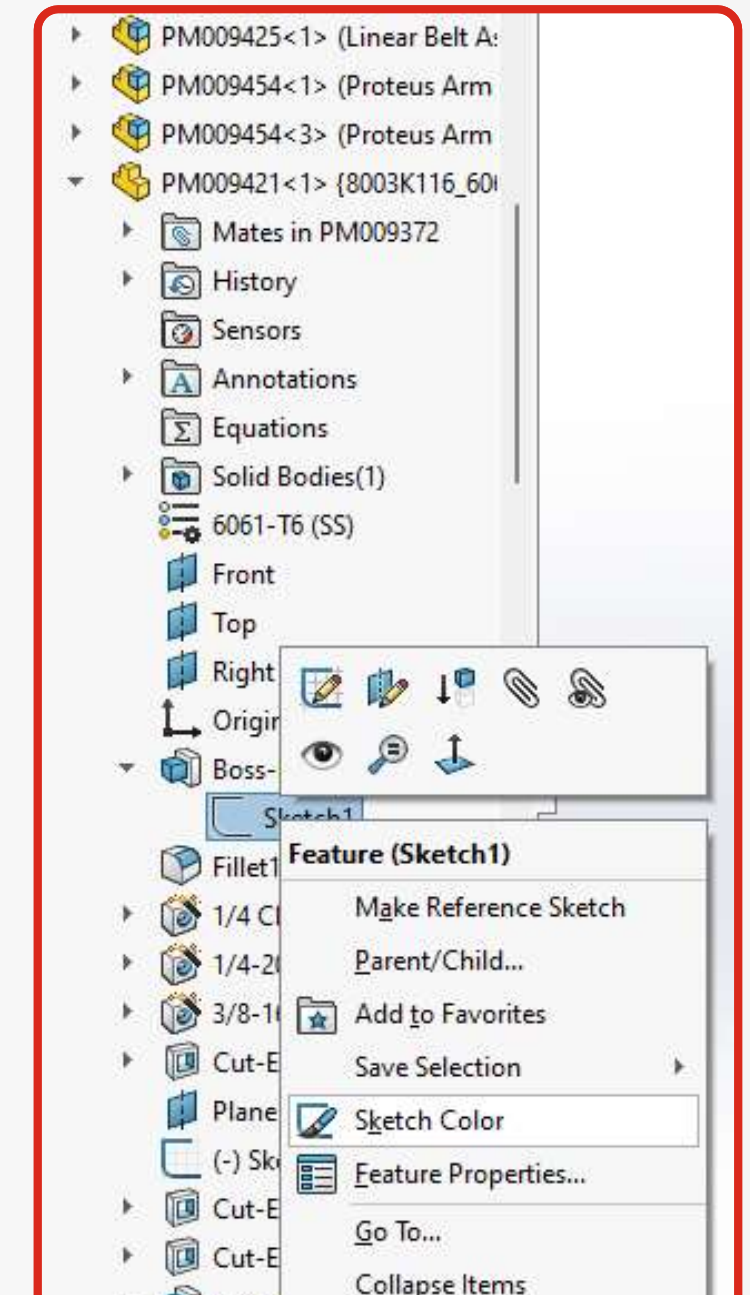 PM009425<1> (Linear Belt A
PM009454<1> (Proteus Arm
PM009454<3> (Proteus Arm
PM009421<1> {8003K116_60
Mates in PM009372
History
Sensors
Annotations
Equations
Solid Bodies(1)
6061-T6 (SS)
Front
Top
Right
Origin
Boss-
Sketch1
Feature (Sketch1)
Fillet1
Make Reference Sketch
1/4 Cl
Parent/Child...
1/4-20
Add to Favorites
3/8-16
Save Selection
Cut-E
Sketch Color
Plane
Feature Properties...
(-) Sk
Go To...
Cut-E
Collapse Items
Cut-E